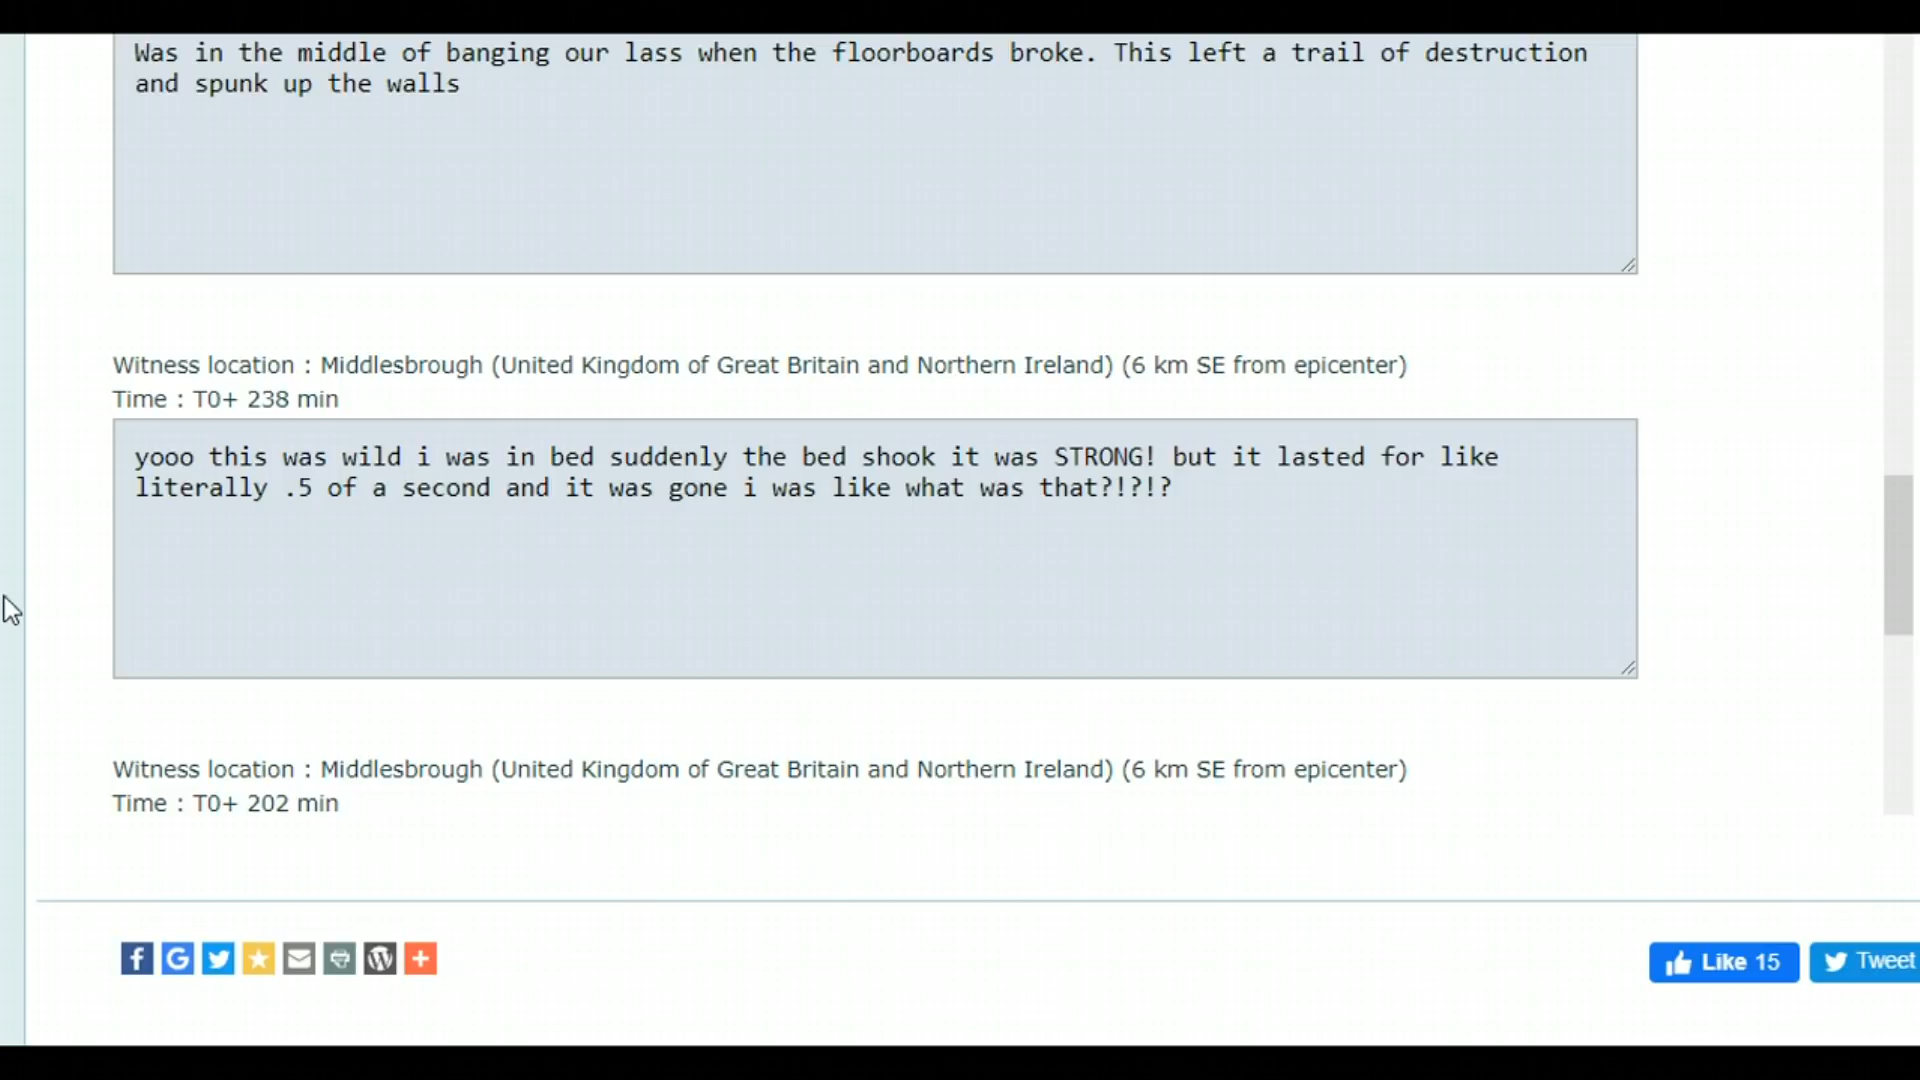 Was in the middle of banging our lass when the floorboards broke. This left a trail of destruction
and spunk up the walls
Witness location : Middlesbrough (United Kingdom of Great Britain and Northern Ireland) (6 km SE from epicenter)
Time : T0+ 238 min
yooo this was wild i was in bed suddenly the bed shook it was STRONG! but it lasted for like
literally .5 of a second and it was gone i was like what was that?!?!?
Witness location : Middlesbrough (United Kingdom of Great Britain and Northern Ireland) (6 km SE from epicenter)
Time : T0+ 202 min
Like 15
Tweet